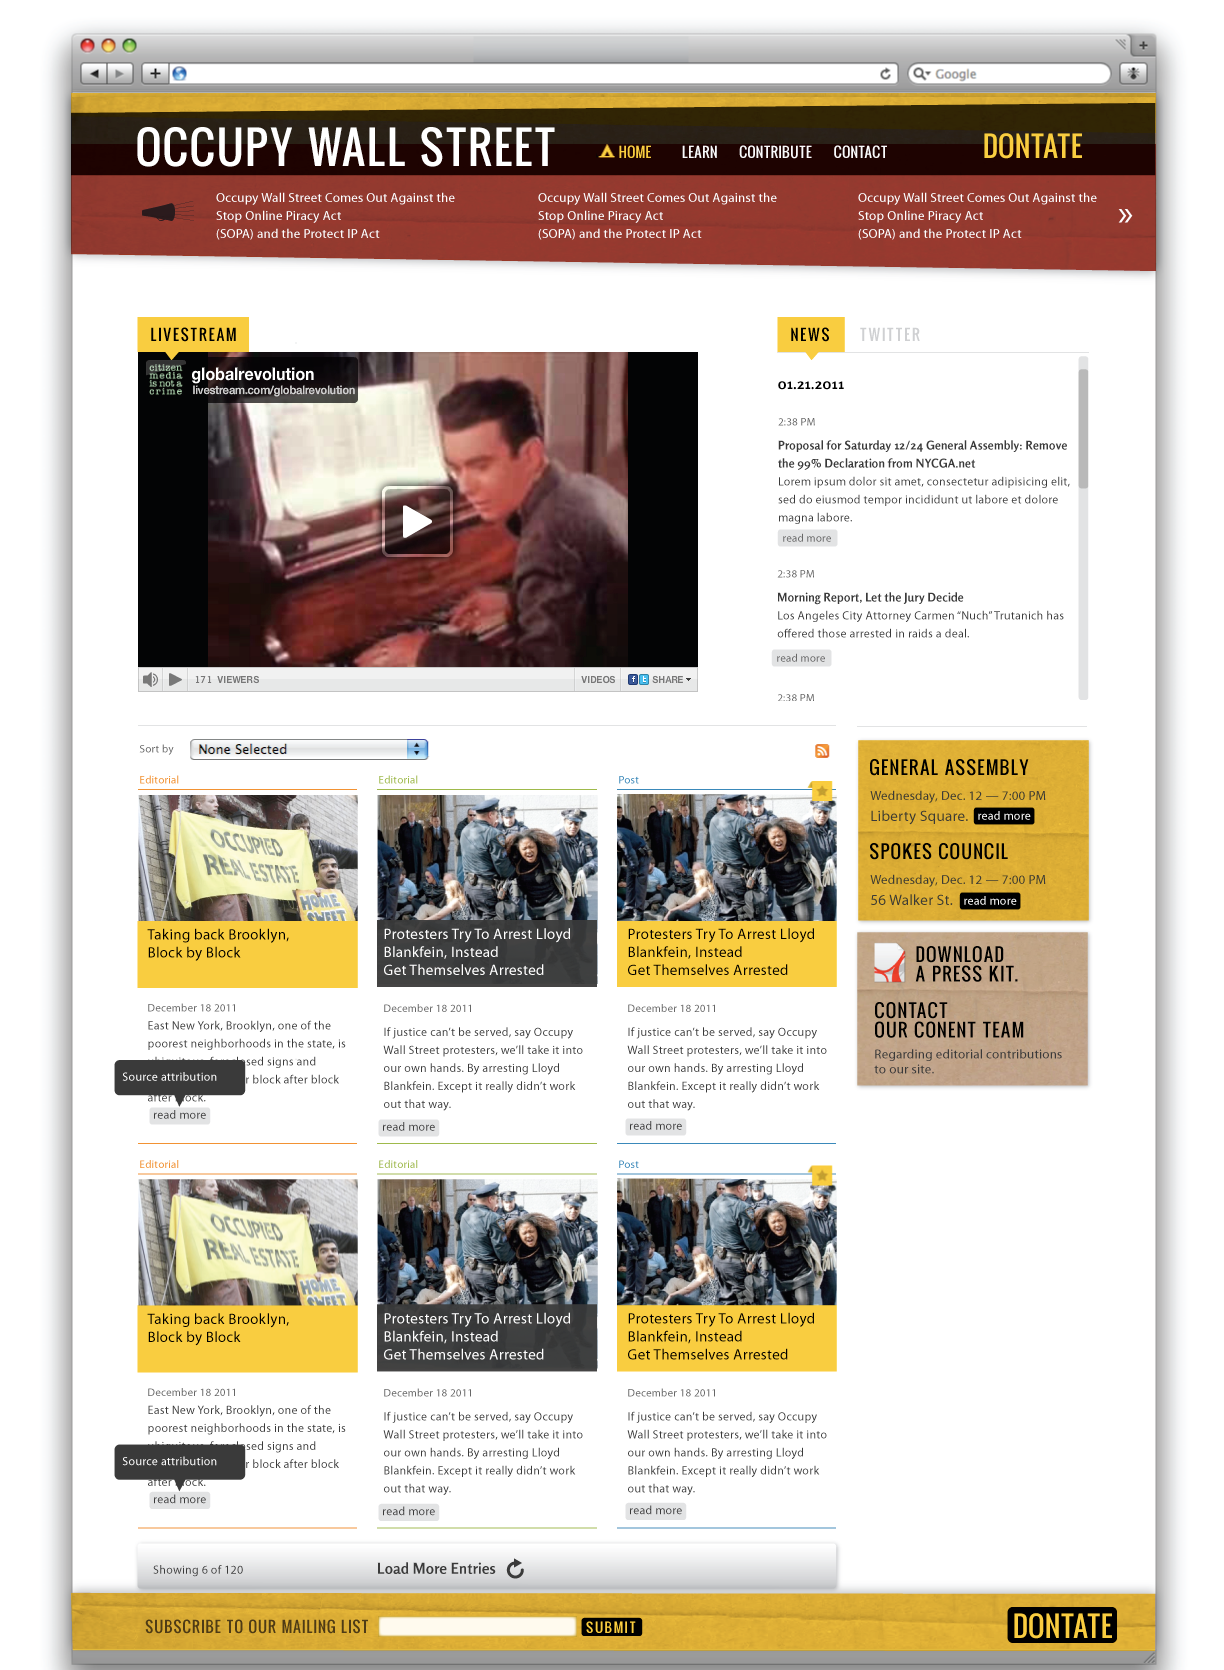 Google
OCCUPY WALL STREET
HOME
LEARN
CONTRIBUTE
CONTACT
DONTATE
Occupy Wall Street Comes Out Against the
Stop Online Piracy Act
(SOPA) and the Protect IP Act
Occupy Wall Street Comes Out Against the
Stop Online Piracy Act
(SOPA) and the Protect IP Act
Occupy Wall Street Comes Out Against the
Stop Online Piracy Act
(SOPA) and the Protect IP Act
»
LIVESTREAM
citizen
media
is not a
crime
globalrevolution
livestream.com/globalrevolution
171 VIEWERS
VIDEOS
SHARE
NEWS
TWITTER
01.21.2011
2:38 PM
Proposal for Saturday 12/24 General Assembly: Remove
the 99% Declaration from NYCGA.net
Lorem ipsum dolor sit amet, consectetur adipisicing elit,
sed do eiusmod tempor incididunt ut labore et dolore
magna labore.
read more
2:38 PM
Morning Report, Let the Jury Decide
Los Angeles City Attorney Carmen “Nuch” Trutanich has
offered those arrested in raids a deal.
read more
2:38 PM
Sort by
None Selected
Editorial
OCCUPIED
REAL ESTATE
HOME
SWEET
Taking back Brooklyn,
Block by Block
December 18 2011
East New York, Brooklyn, one of the
poorest neighborhoods in the state, is
sed signs and
Source attribution
r block after block
after block.
read more
Editorial
Protesters Try To Arrest Lloyd
Blankfein, Instead
Get Themselves Arrested
December 18 2011
If justice can’t be served, say Occupy
Wall Street protesters, we’ll take it into
our own hands. By arresting Lloyd
Blankfein. Except it really didn’t work
out that way.
read more
Post
Protesters Try To Arrest Lloyd
Blankfein, Instead
Get Themselves Arrested
December 18 2011
If justice can’t be served, say Occupy
Wall Street protesters, we’ll take it into
our own hands. By arresting Lloyd
Blankfein. Except it really didn’t work
out that way.
read more
GENERAL ASSEMBLY
Wednesday, Dec. 12 — 7:00 PM
Liberty Square. read more
SPOKES COUNCIL
Wednesday, Dec. 12 — 7:00 PM
56 Walker St. read more
DOWNLOAD
A PRESS KIT.
CONTACT
OUR CONENT TEAM
Regarding editorial contributions
to our site.
Editorial
OCCUPIED
REAL ESTATE
HOME
SWEET
Taking back Brooklyn,
Block by Block
December 18 2011
East New York, Brooklyn, one of the
poorest neighborhoods in the state, is
sed signs and
Source attribution
r block after block
after block.
read more
Editorial
Protesters Try To Arrest Lloyd
Blankfein, Instead
Get Themselves Arrested
December 18 2011
If justice can’t be served, say Occupy
Wall Street protesters, we’ll take it into
our own hands. By arresting Lloyd
Blankfein. Except it really didn’t work
out that way.
read more
Post
Protesters Try To Arrest Lloyd
Blankfein, Instead
Get Themselves Arrested
December 18 2011
If justice can’t be served, say Occupy
Wall Street protesters, we’ll take it into
our own hands. By arresting Lloyd
Blankfein. Except it really didn’t work
out that way.
read more
Showing 6 of 120
Load More Entries
SUBSCRIBE TO OUR MAILING LIST
SUBMIT
DONTATE